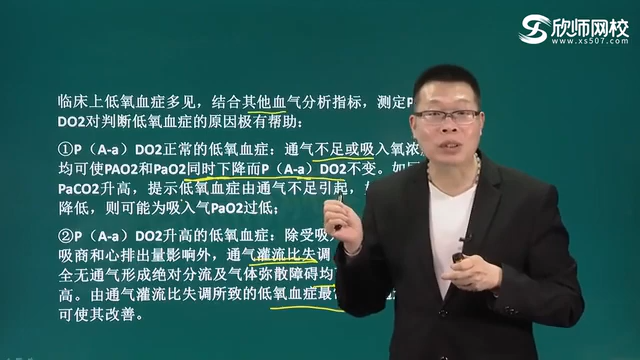 欣师网校
www.xs507.com
临床上低氧血症多见，结合其他血气分析指标，测定P
DO2对判断低氧血症的原因极有帮助：
①P（A-a）DO2正常的低氧血症：通气不足或吸入氧浓
均可使PAO2和PaO2同时下降而P（A-a）DO2不变。如
PaCO2升高，提示低氧血症由通气不足引起，
降低，则可能为吸入气PaO2过低；
②P（A-a）DO2升高的低氧血症：除受吸
吸商和心排出量影响外，通气灌流比失调
全无通气形成绝对分流及气体弥散障碍均
高。由通气灌流比失调所致的低氧血症最
可使其改善。